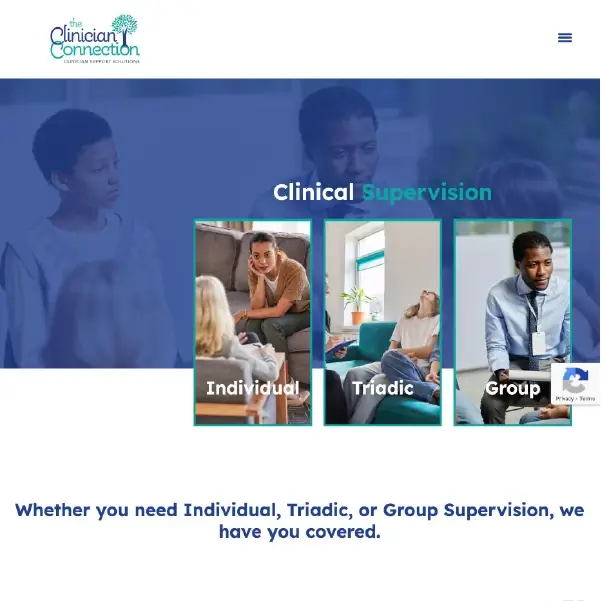 the
Clinician
Connection
CLINICIAN SUPPORT SOLUTIONS
Clinical Supervision
Individual
Triadic
Group
Privacy - Terms
Whether you need Individual, Triadic, or Group Supervision, we
have you covered.